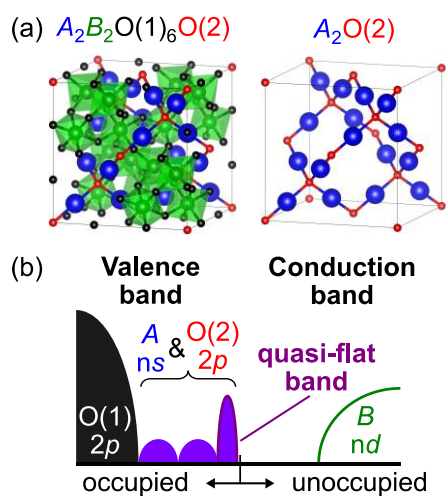 (a) A₂B₂O(1)₆O(2) A₂O(2)
(b) Valence band Conduction band
A ns & O(2) 2p
quasi-flat band
O(1) 2p
B nd
occupied unoccupied